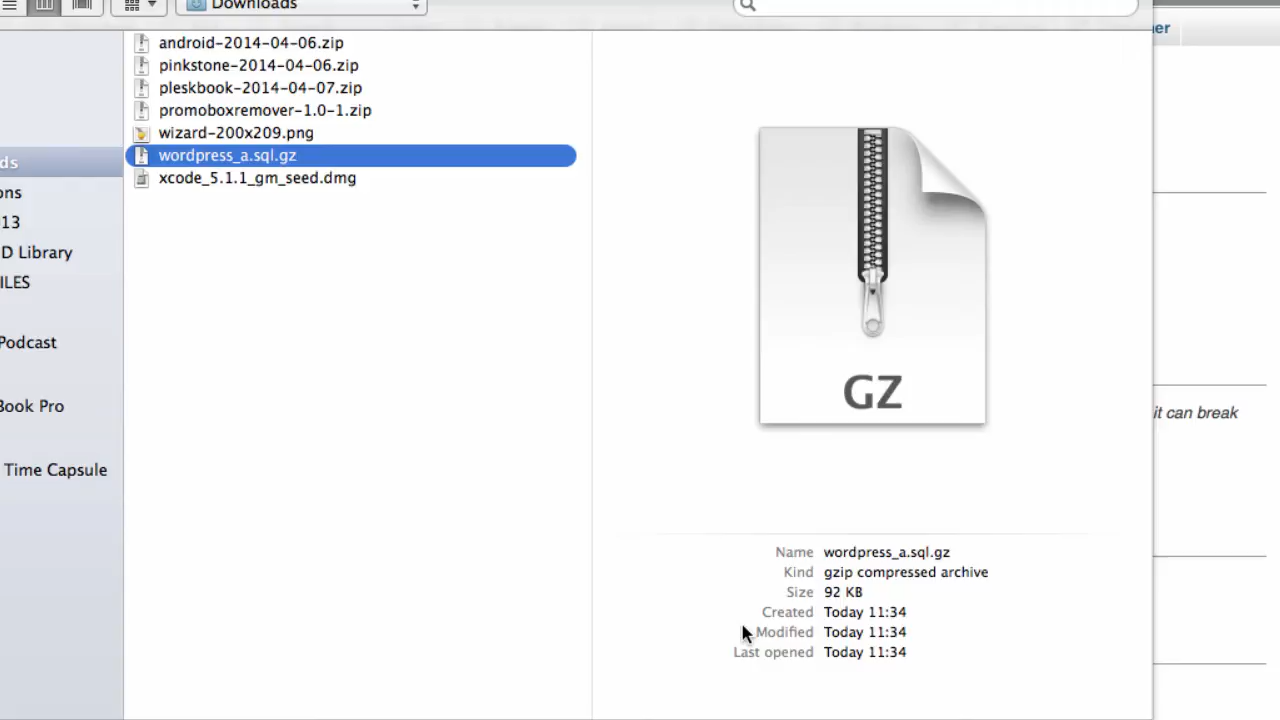 Downloads
er
android-2014-04-06.zip
pinkstone-2014-04-06.zip
pleskbook-2014-04-07.zip
promoboxremover-1.0-1.zip
wizard-200x209.png
wordpress_a.sql.gz
xcode_5.1.1_gm_seed.dmg
ds
ons
13
D Library
ILES
Podcast
Book Pro
Time Capsule
GZ
it can break
Name wordpress_a.sql.gz
Kind gzip compressed archive
Size 92 KB
Created Today 11:34
Modified Today 11:34
Last opened Today 11:34